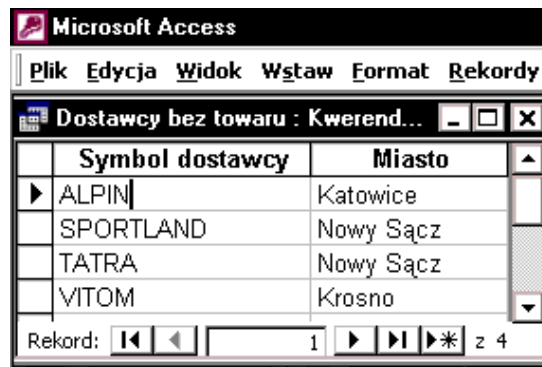 Microsoft Access
Plik Edycja Widok Wstaw Format Rekordy
Dostawcy bez towaru : Kwerend...
Symbol dostawcy Miasto
ALPIN Katowice
SPORTLAND Nowy Sącz
TATRA Nowy Sącz
VITOM Krosno
Rekord: 1 z 4